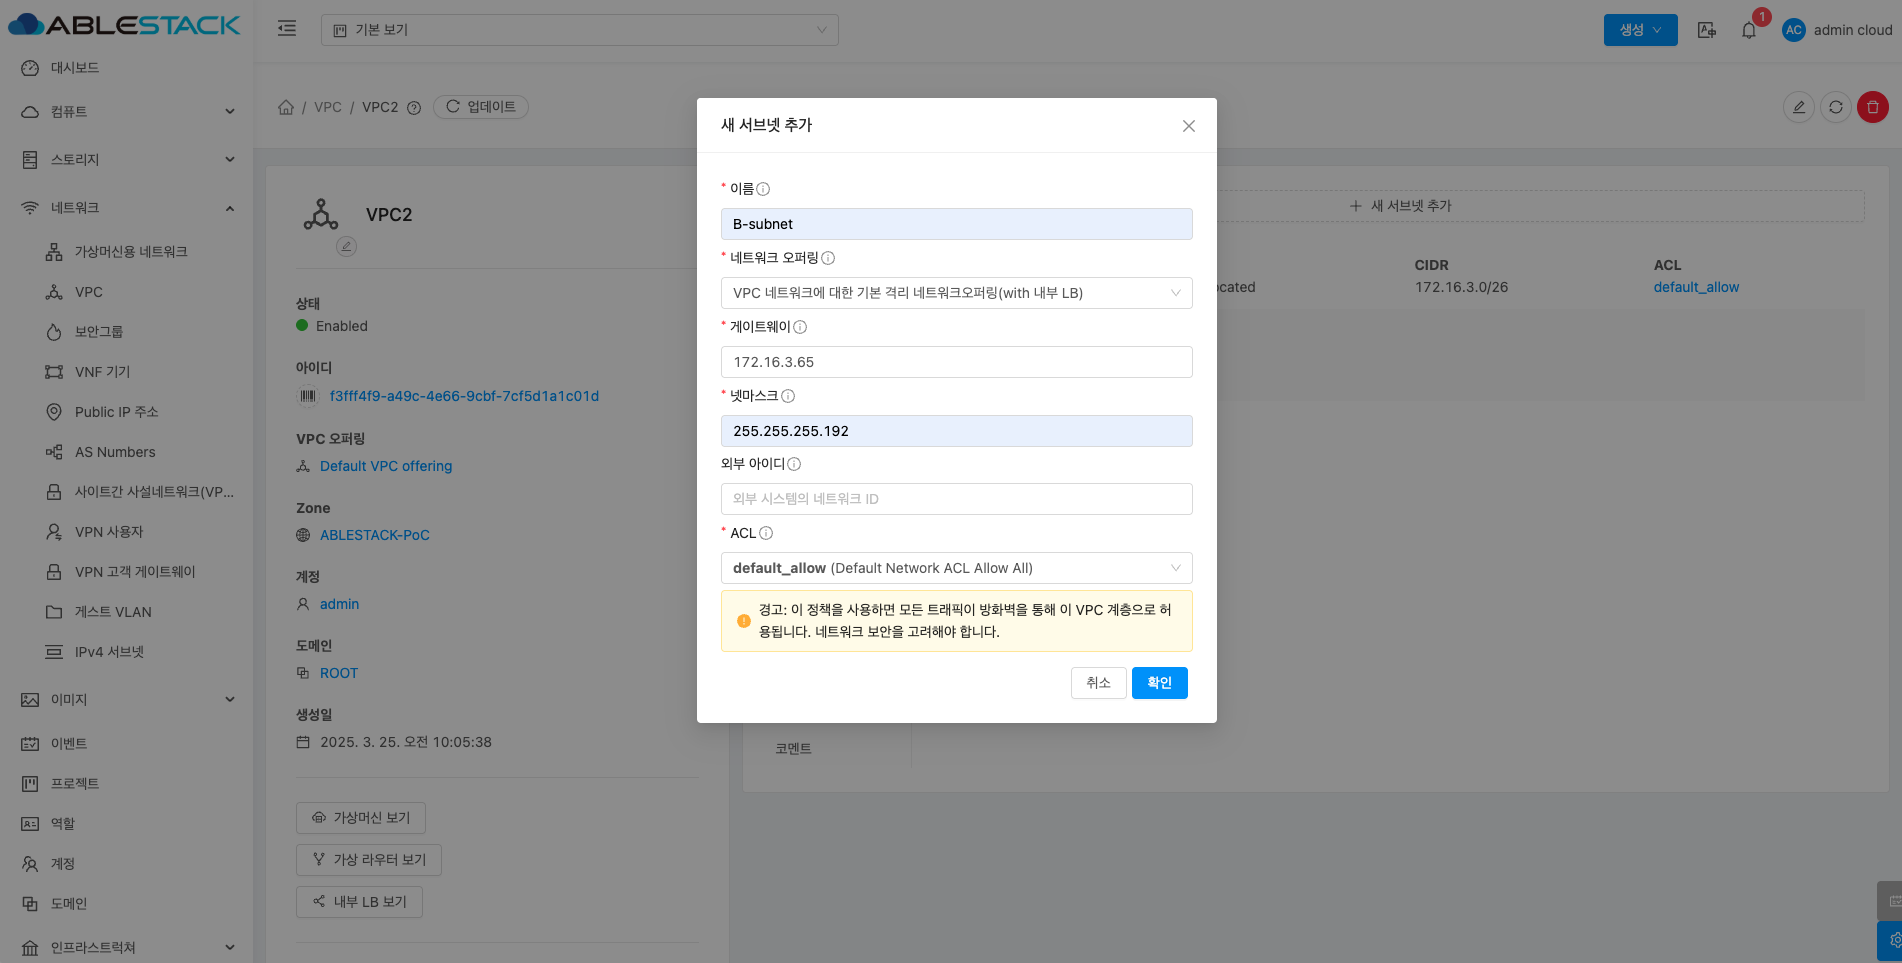 ABLESTACK
기본 보기
생성
1
AC
admin cloud
대시보드
컴퓨트
스토리지
네트워크
가상머신용 네트워크
VPC
보안그룹
VNF 기기
Public IP 주소
AS Numbers
사이트간 사설네트워크(VP...
VPN 사용자
VPN 고객 게이트웨이
게스트 VLAN
IPv4 서브넷
이미지
이벤트
프로젝트
역할
계정
도메인
인프라스트럭쳐
/ VPC / VPC2
업데이트
VPC2
상태
Enabled
아이디
f3fff4f9-a49c-4e66-9cbf-7cf5d1a1c01d
VPC 오퍼링
Default VPC offering
Zone
ABLESTACK-PoC
계정
admin
도메인
ROOT
생성일
2025. 3. 25. 오전 10:05:38
가상머신 보기
가상 라우터 보기
내부 LB 보기
새 서브넷 추가
* 이름
B-subnet
* 네트워크 오퍼링
VPC 네트워크에 대한 기본 격리 네트워크오퍼링(with 내부 LB)
* 게이트웨이
172.16.3.65
* 넷마스크
255.255.255.192
외부 아이디
외부 시스템의 네트워크 ID
* ACL
default_allow (Default Network ACL Allow All)
경고: 이 정책을 사용하면 모든 트래픽이 방화벽을 통해 이 VPC 계층으로 허
용됩니다. 네트워크 보안을 고려해야 합니다.
취소
확인
새 서브넷 추가
CIDR
ACL
ocated
172.16.3.0/26
default_allow
코멘트